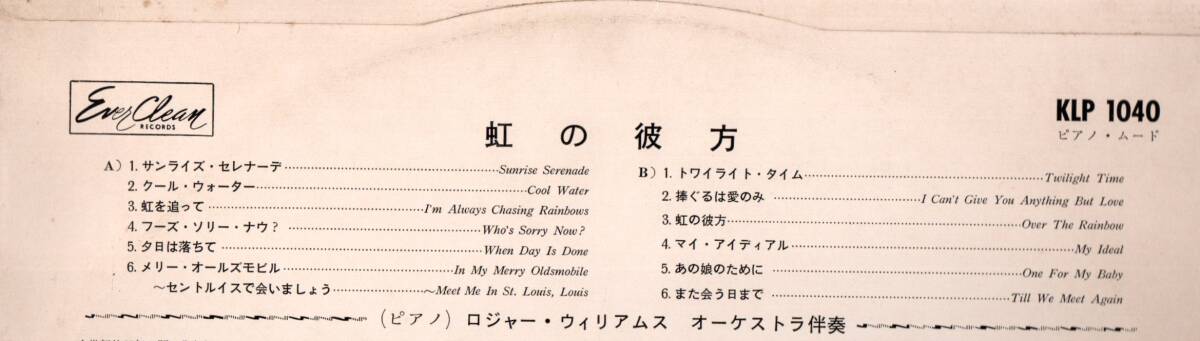 Ever Clean
RECORDS
KLP 1040
ピアノ・ムード
虹の彼方
A) 1. サンライズ・セレナーデ Sunrise Serenade
2. クール・ウォーター Cool Water
3. 虹を追って I'm Always Chasing Rainbows
4. フーズ・ソリー・ナウ? Who's Sorry Now?
5. 夕日は落ちて When Day Is Done
6. メリー・オールズモビル In My Merry Oldsmobile
～セントルイスで会いましょう ～Meet Me In St. Louis, Louis
B) 1. トワイライト・タイム Twilight Time
2. 捧ぐるは愛のみ I Can't Give You Anything But Love
3. 虹の彼方 Over The Rainbow
4. マイ・アイディアル My Ideal
5. あの娘のために One For My Baby
6. また会う日まで Till We Meet Again
(ピアノ) ロジャー・ウィリアムス オーケストラ伴奏